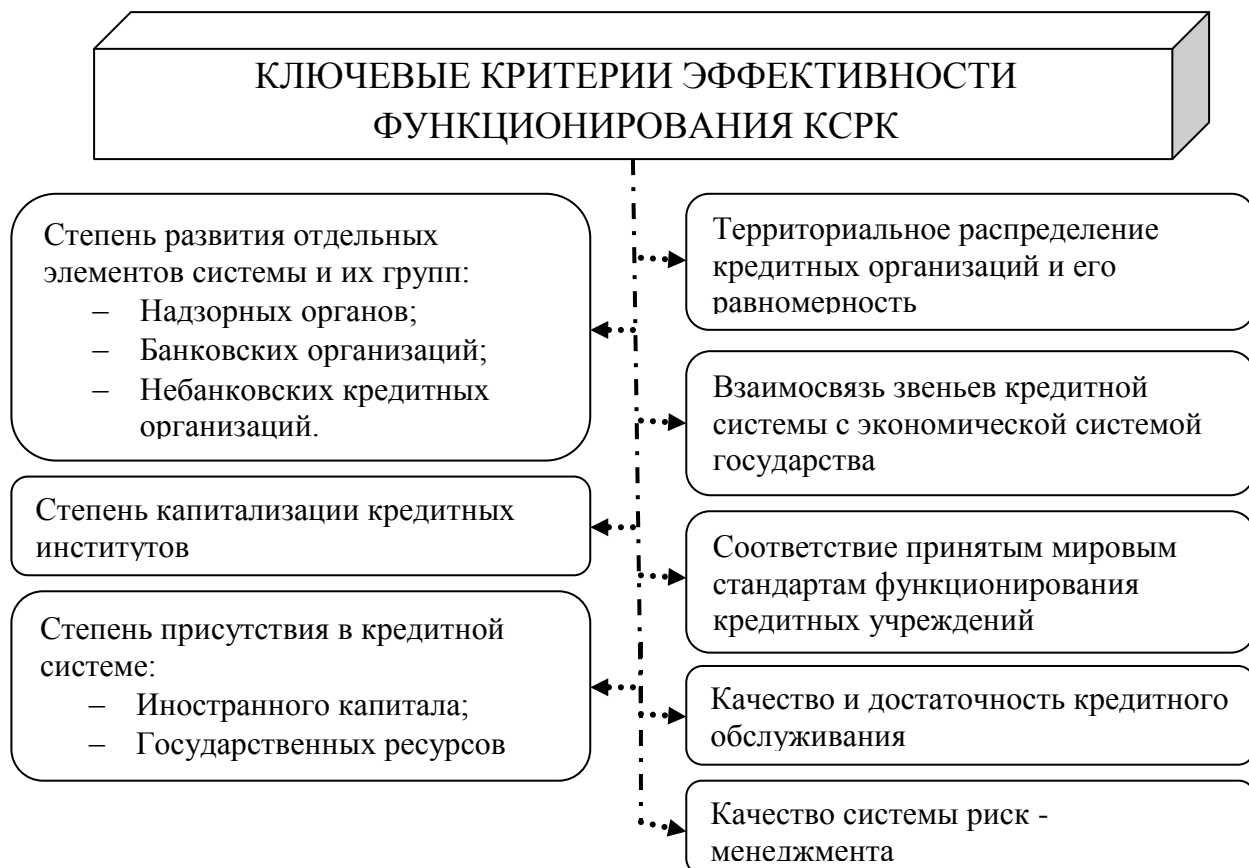 КЛЮЧЕВЫЕ КРИТЕРИИ ЭФФЕКТИВНОСТИ
ФУНКЦИОНИРОВАНИЯ КСРК
Степень развития отдельных
элементов системы и их групп:
– Надзорных органов;
– Банковских организаций;
– Небанковских кредитных
организаций.
Степень капитализации кредитных
институтов
Степень присутствия в кредитной
системе:
– Иностранного капитала;
– Государственных ресурсов
Территориальное распределение
кредитных организаций и его
равномерность
Взаимосвязь звеньев кредитной
системы с экономической системой
государства
Соответствие принятым мировым
стандартам функционирования
кредитных учреждений
Качество и достаточность кредитного
обслуживания
Качество системы риск -
менеджмента